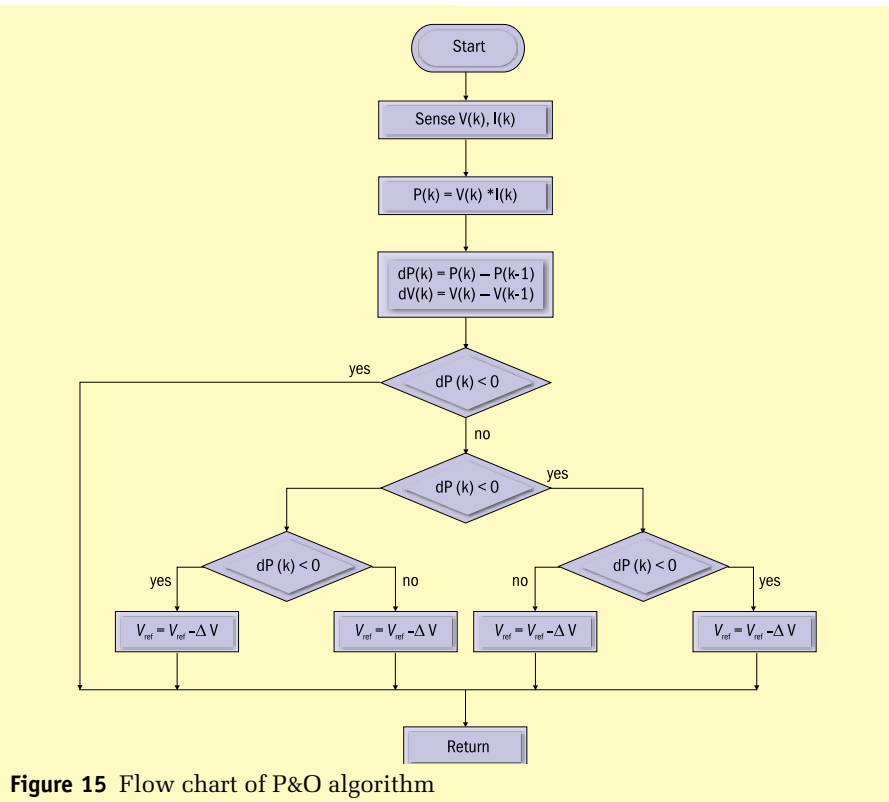 Start
Sense V(k), I(k)
P(k) = V(k) *I(k)
dP(k) = P(k) – P(k-1)
dV(k) = V(k) – V(k-1)
yes
dP (k) < 0
no
dP (k) < 0
yes
dP (k) < 0
dP (k) < 0
yes
no
no
yes
Vref = Vref -Δ V
Vref = Vref -Δ V
Vref = Vref -Δ V
Vref = Vref -Δ V
Return
Figure 15 Flow chart of P&O algorithm